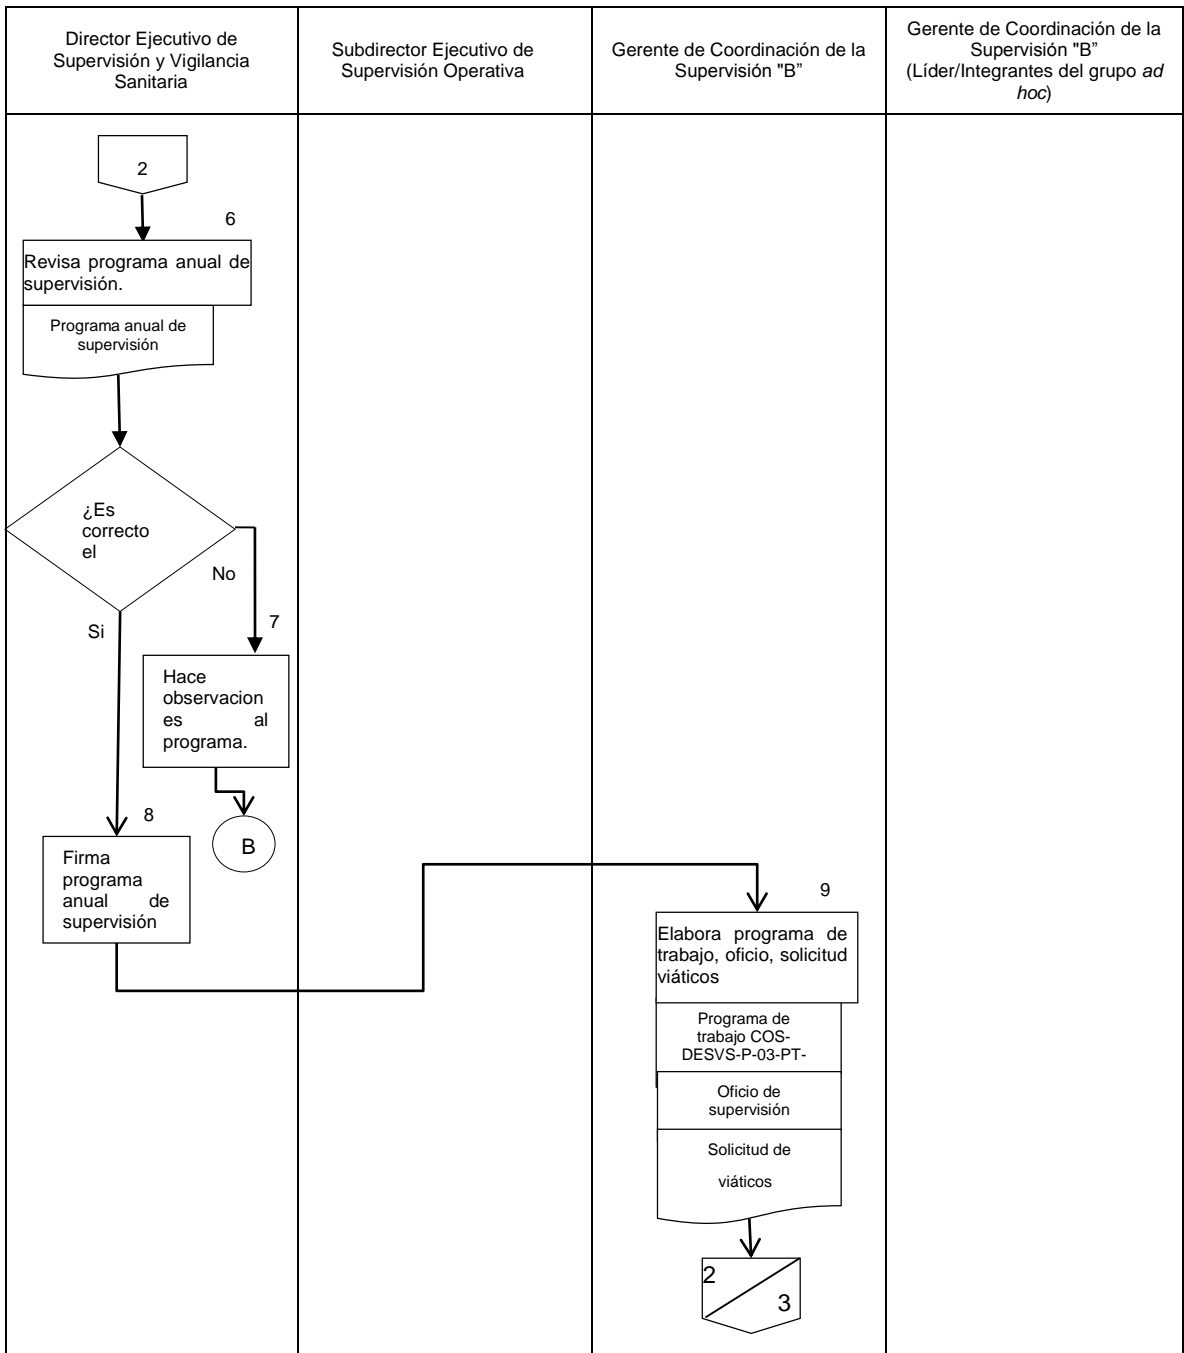 Director Ejecutivo de
Supervisión y Vigilancia
Sanitaria
Subdirector Ejecutivo de
Supervisión Operativa
Gerente de Coordinación de la
Supervisión "B”
Gerente de Coordinación de la
Supervisión "B”
(Líder/Integrantes del grupo ad
hoc)
2
6
Revisa programa anual de
supervisión.
Programa anual de
supervisión
¿Es
correcto
el
No
Si
7
Hace
observacion
es al
programa.
B
8
Firma
programa
anual de
supervisión
9
Elabora programa de
trabajo, oficio, solicitud
viáticos
Programa de
trabajo COS-
DESVS-P-03-PT-
Oficio de
supervisión
Solicitud de
viáticos
2
3